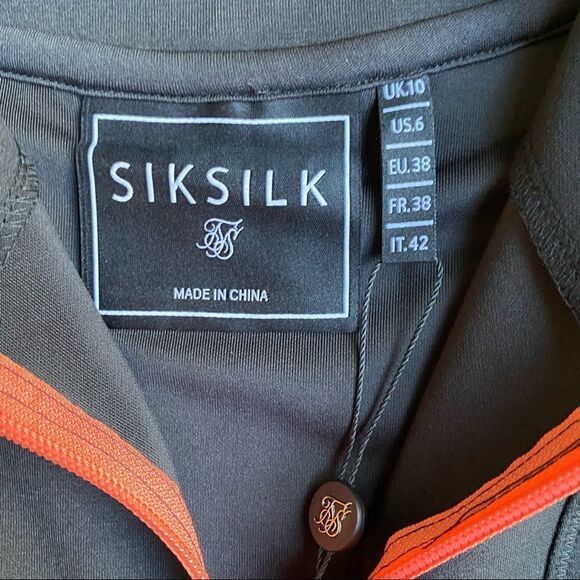 SIKSILK
MADE IN CHINA
UK.10
US.6
EU.38
FR.38
IT.42